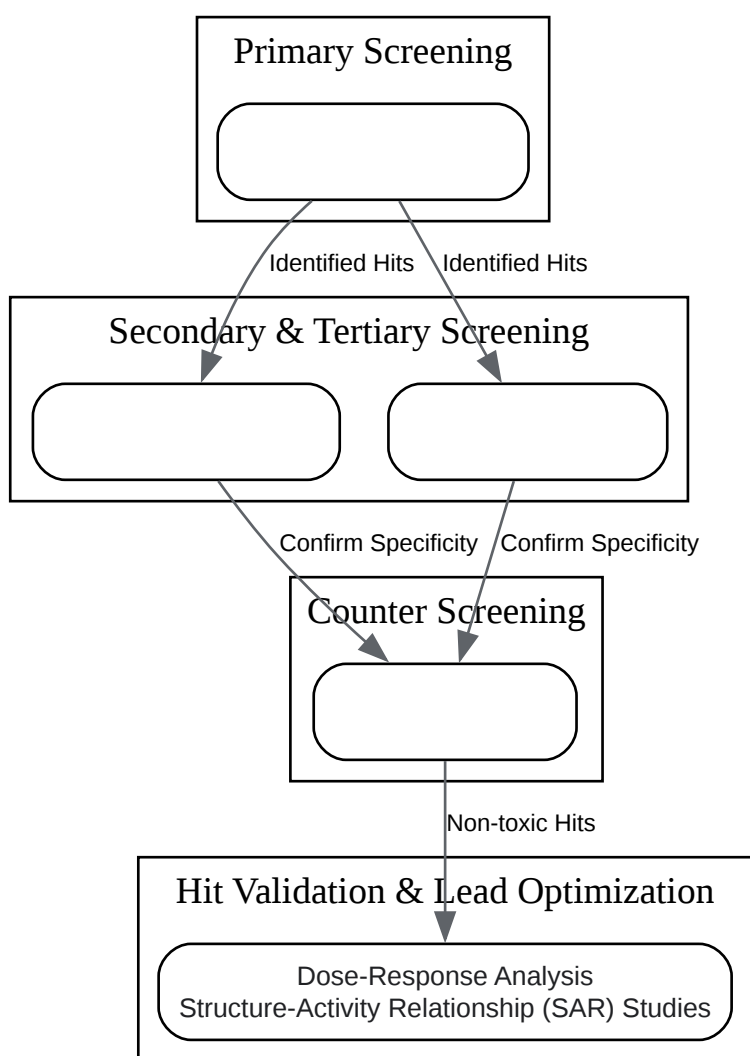 Primary Screening
Identified Hits
Identified Hits
Secondary & Tertiary Screening
Confirm Specificity
Confirm Specificity
Counter Screening
Non-toxic Hits
Hit Validation & Lead Optimization
Dose-Response Analysis
Structure-Activity Relationship (SAR) Studies